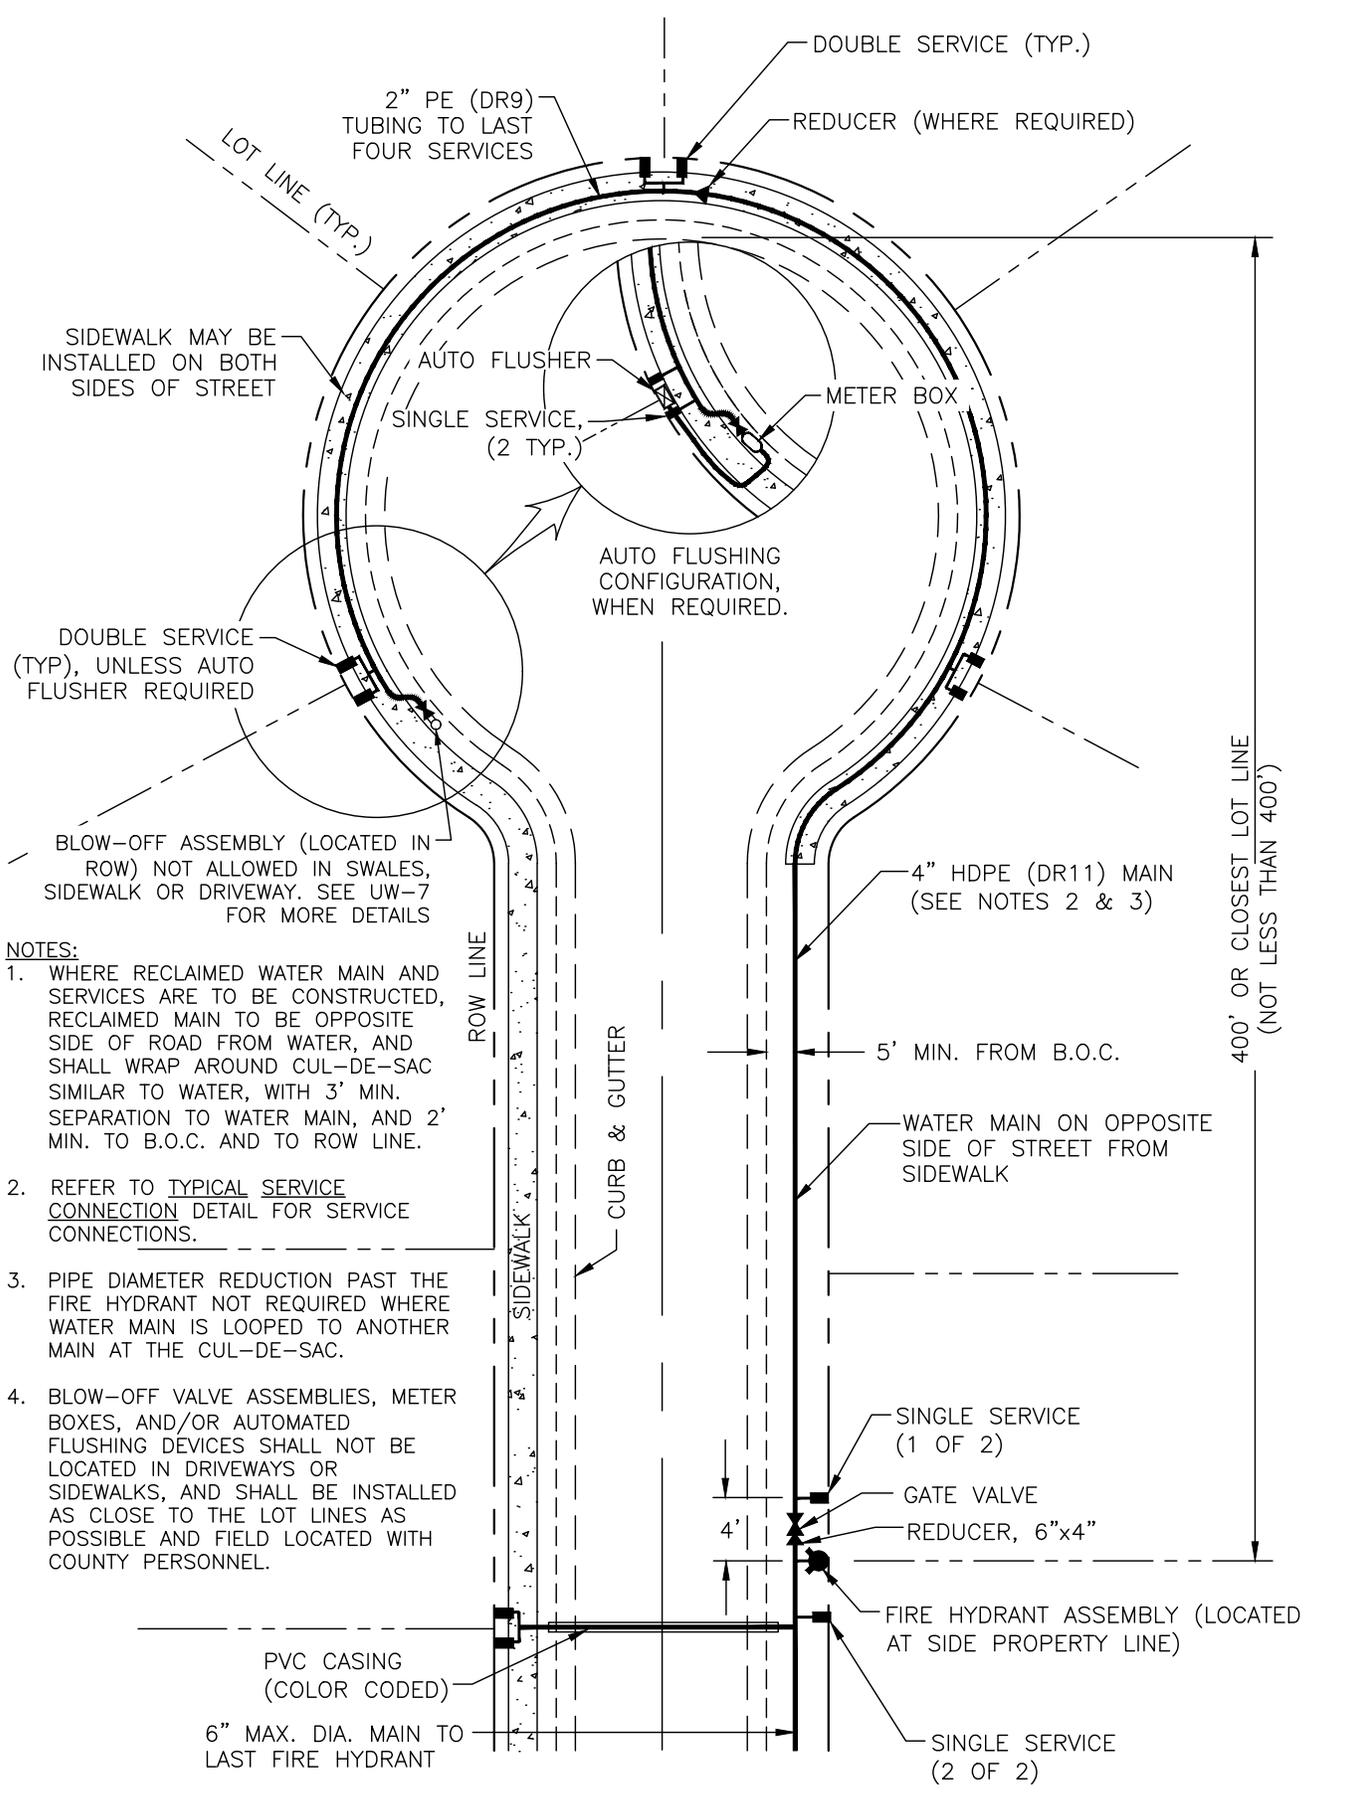 DOUBLE SERVICE (TYP.)
2" PE (DR9)
TUBING TO LAST
FOUR SERVICES
REDUCER (WHERE REQUIRED)
LOT LINE (TYP.)
SIDEWALK MAY BE
INSTALLED ON BOTH
SIDES OF STREET
AUTO FLUSHER
SINGLE SERVICE,
(2 TYP.)
METER BOX
AUTO FLUSHING
CONFIGURATION,
WHEN REQUIRED.
DOUBLE SERVICE
(TYP), UNLESS AUTO
FLUSHER REQUIRED
BLOW-OFF ASSEMBLY (LOCATED IN
ROW) NOT ALLOWED IN SWALES,
SIDEWALK OR DRIVEWAY. SEE UW-7
FOR MORE DETAILS
4" HDPE (DR11) MAIN
(SEE NOTES 2 & 3)
400' OR CLOSEST LOT LINE
(NOT LESS THAN 400')
NOTES:
1. WHERE RECLAIMED WATER MAIN AND
SERVICES ARE TO BE CONSTRUCTED,
RECLAIMED MAIN TO BE OPPOSITE
SIDE OF ROAD FROM WATER, AND
SHALL WRAP AROUND CUL-DE-SAC
SIMILAR TO WATER, WITH 3' MIN.
SEPARATION TO WATER MAIN, AND 2'
MIN. TO B.O.C. AND TO ROW LINE.
2. REFER TO TYPICAL SERVICE
CONNECTION DETAIL FOR SERVICE
CONNECTIONS.
3. PIPE DIAMETER REDUCTION PAST THE
FIRE HYDRANT NOT REQUIRED WHERE
WATER MAIN IS LOOPED TO ANOTHER
MAIN AT THE CUL-DE-SAC.
4. BLOW-OFF VALVE ASSEMBLIES, METER
BOXES, AND/OR AUTOMATED
FLUSHING DEVICES SHALL NOT BE
LOCATED IN DRIVEWAYS OR
SIDEWALKS, AND SHALL BE INSTALLED
AS CLOSE TO THE LOT LINES AS
POSSIBLE AND FIELD LOCATED WITH
COUNTY PERSONNEL.
ROW LINE
SIDEWALK
CURB & GUTTER
5' MIN. FROM B.O.C.
WATER MAIN ON OPPOSITE
SIDE OF STREET FROM
SIDEWALK
SINGLE SERVICE
(1 OF 2)
GATE VALVE
4'
REDUCER, 6"x4"
FIRE HYDRANT ASSEMBLY (LOCATED
AT SIDE PROPERTY LINE)
PVC CASING
(COLOR CODED)
6" MAX. DIA. MAIN TO
LAST FIRE HYDRANT
SINGLE SERVICE
(2 OF 2)